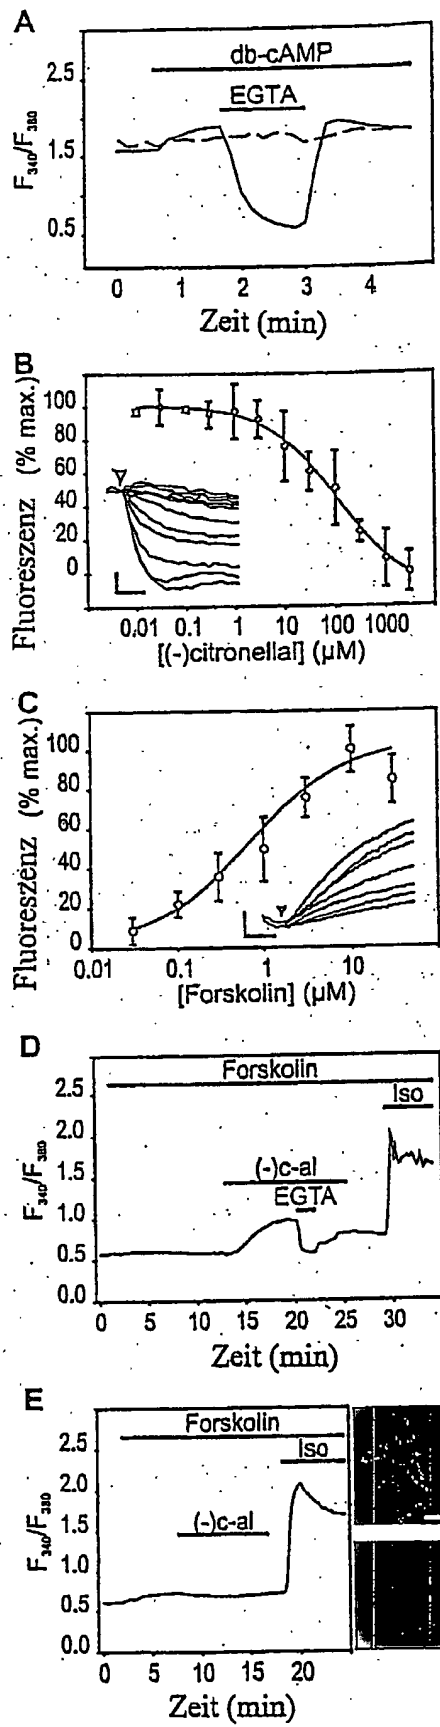 A
db-cAMP
EGTA
F340/F380
1.5
0.5
0 1 2 3 4
Zeit (min)
B
Fluoreszenz (% max.)
100
80
60
40
20
0
0.01 0.1 1 10 100 1000
[(-)citronellal] (µM)
C
Fluoreszenz (% max.)
100
80
60
40
20
0
0.01 0.1 1 10
[Forskolin] (µM)
D
Forskolin
Iso
(-)c-al
EGTA
F340/F380
2.5
2.0
1.5
1.0
0.5
0.0
0 5 10 15 20 25 30
Zeit (min)
E
Forskolin
Iso
(-)c-al
F340/F380
2.5
2.0
1.5
1.0
0.5
0.0
0 5 10 15 20
Zeit (min)